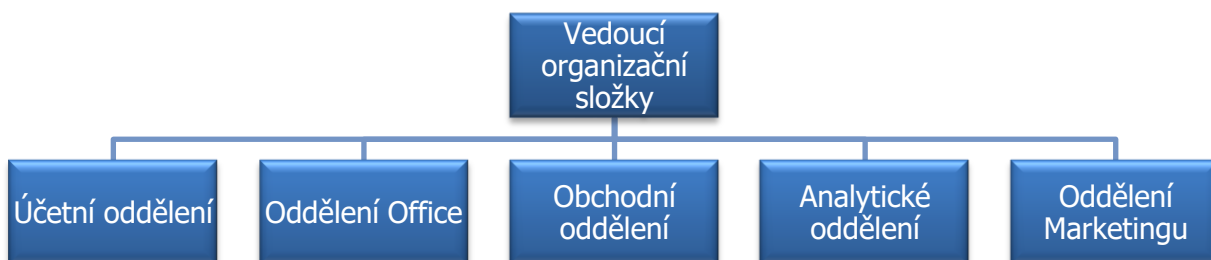 Vedoucí
organizační
složky
Účetní oddělení
Oddělení Office
Obchodní
oddělení
Analytické
oddělení
Oddělení
Marketingu